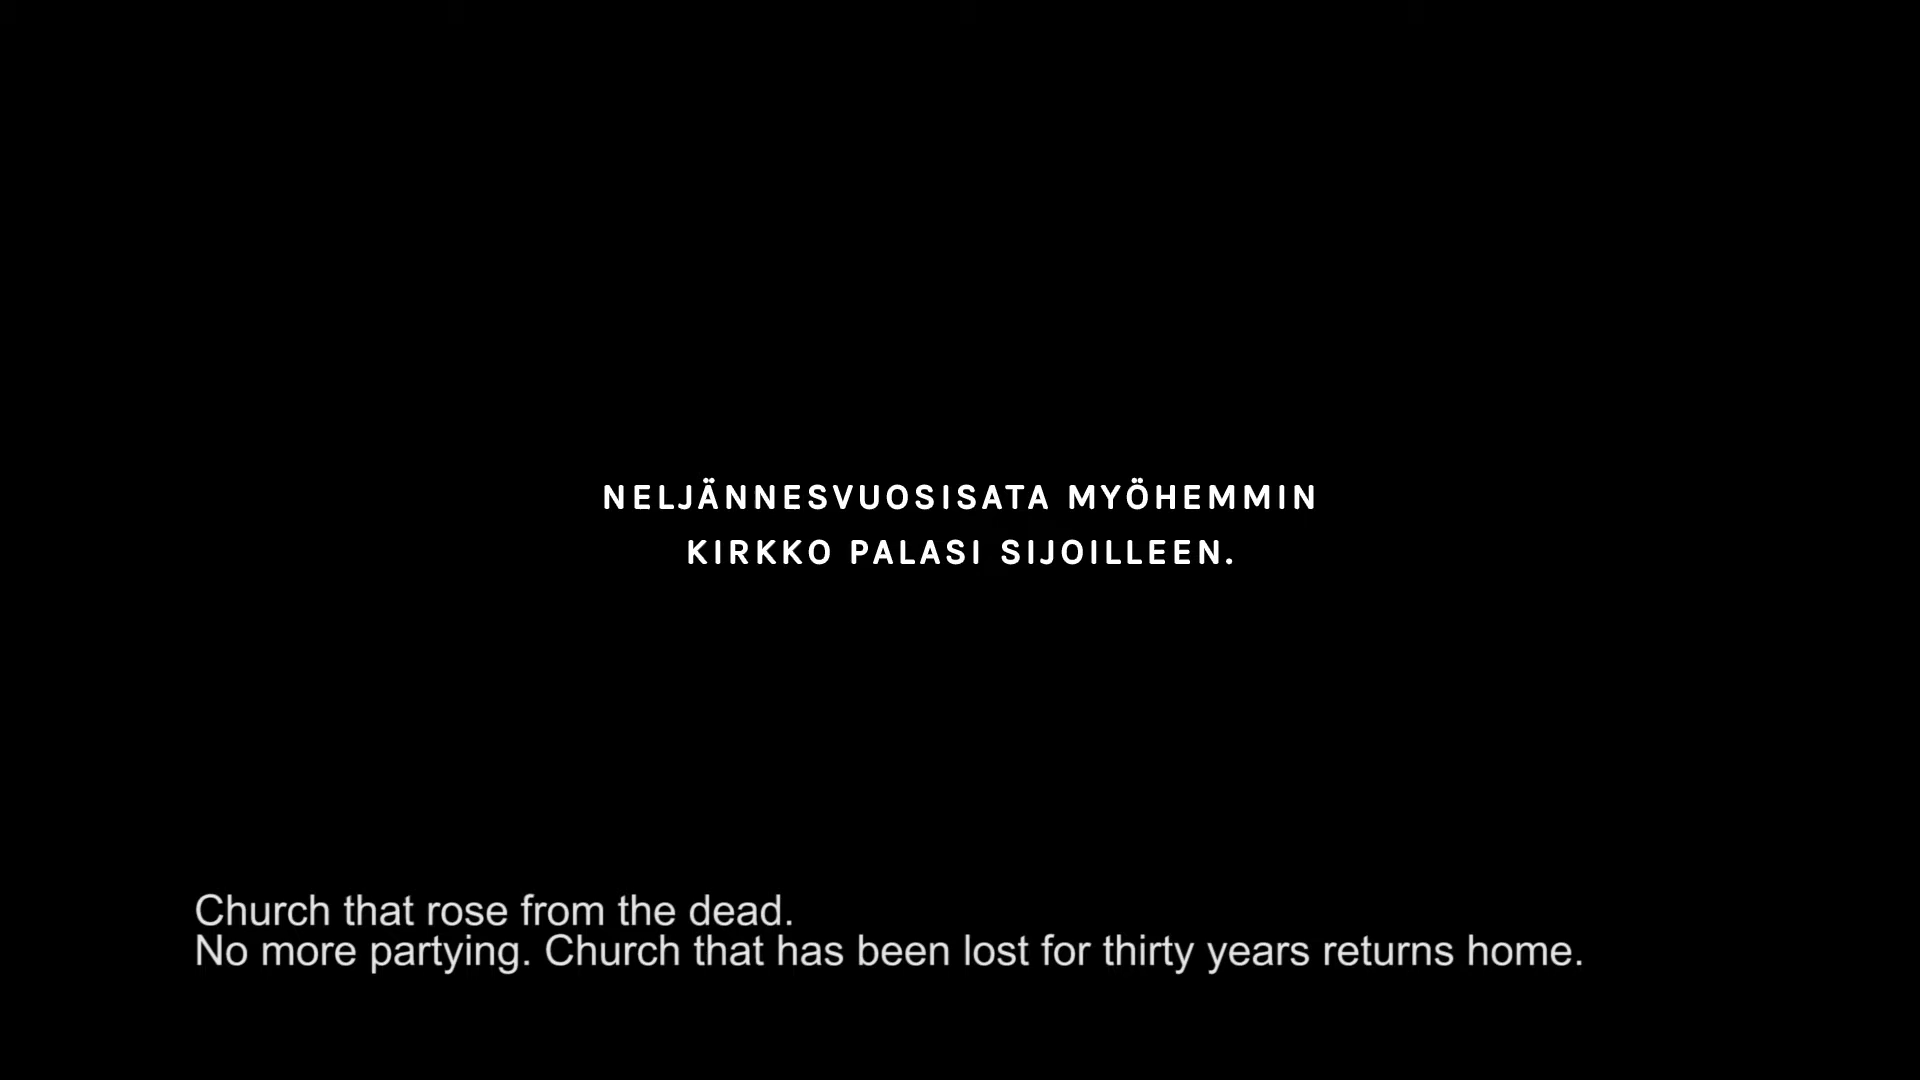 NELJÄNNESVUOSISATA MYÖHEMMIN
KIRKKO PALASI SIJOILLEEN.
Church that rose from the dead.
No more partying. Church that has been lost for thirty years returns home.